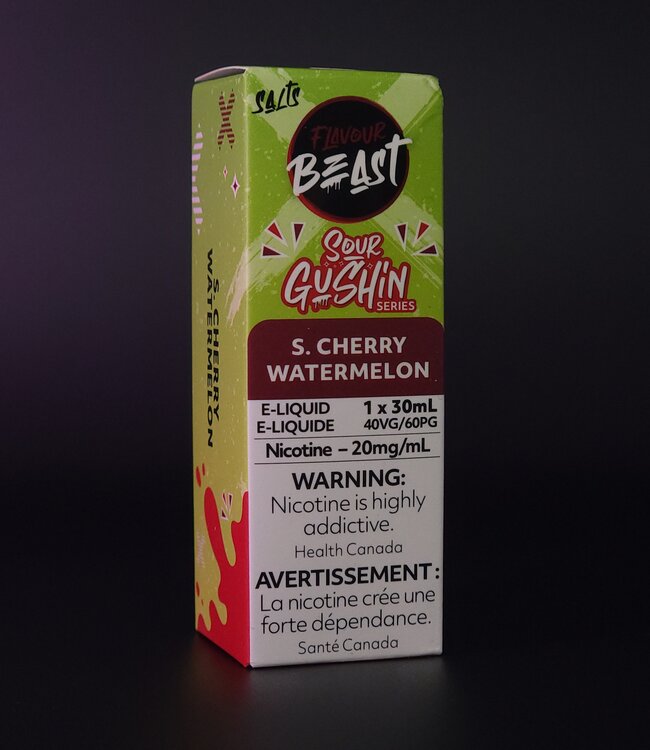 SALTS
FLAVOUR
BEAST
SOUR
GUSHIN
SERIES
S. CHERRY
WATERMELON
E-LIQUID 1 x 30mL
E-LIQUIDE 40VG/60PG
Nicotine – 20mg/mL
WARNING:
Nicotine is highly
addictive.
Health Canada
AVERTISSEMENT:
La nicotine crée une
forte dépendance.
Santé Canada
S. CHERRY
WATERMELON